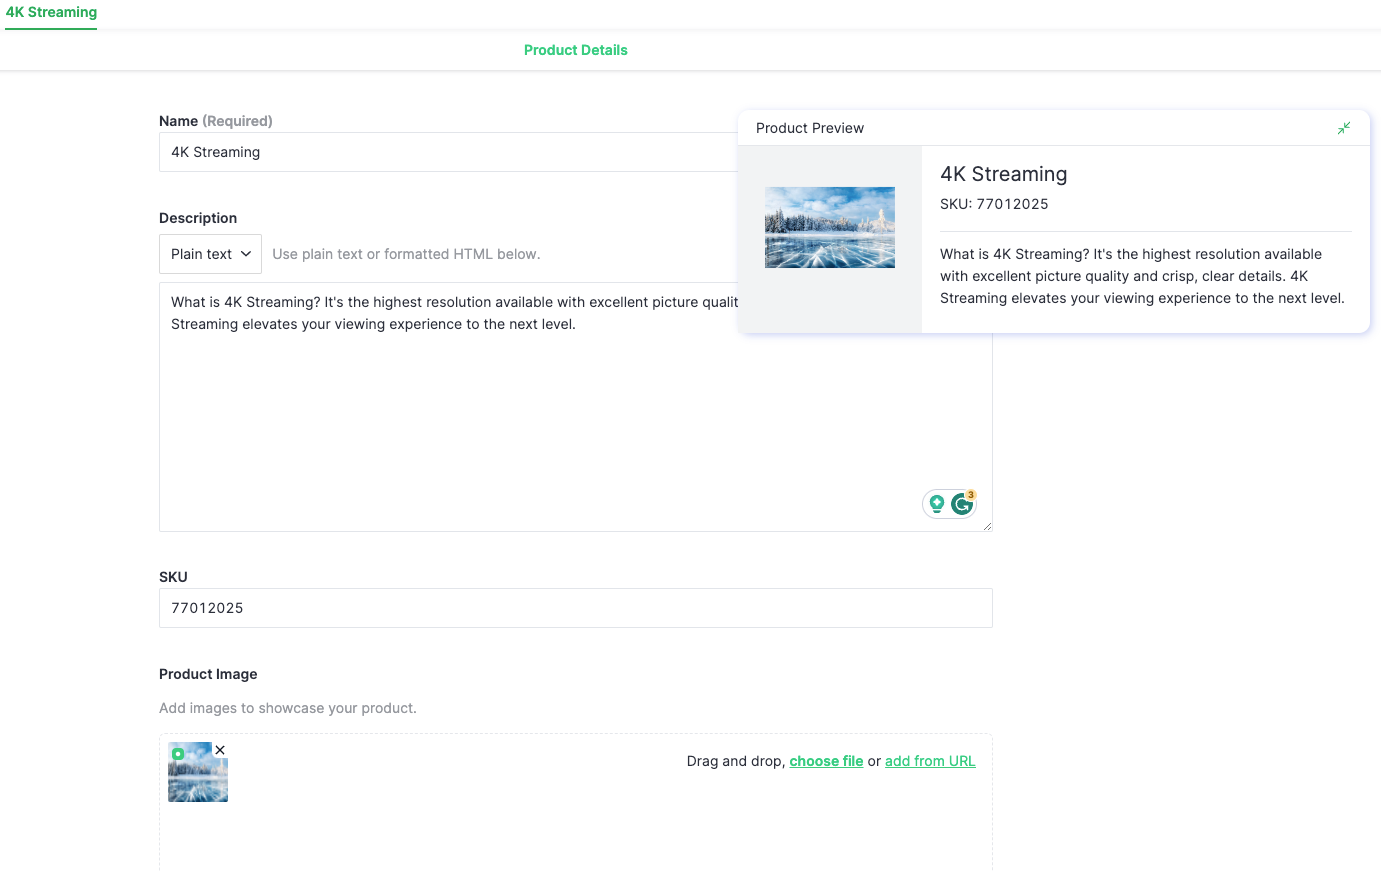 4K Streaming
Product Details
Name (Required)
4K Streaming
Description
Plain text
Use plain text or formatted HTML below.
What is 4K Streaming? It's the highest resolution available with excellent picture
Streaming elevates your viewing experience to the next level.
3
Product Preview
4K Streaming
SKU: 77012025
What is 4K Streaming? It's the highest resolution available
with excellent picture quality and crisp, clear details. 4K
Streaming elevates your viewing experience to the next level.
SKU
77012025
Product Image
Add images to showcase your product.
Drag and drop, choose file or add from URL